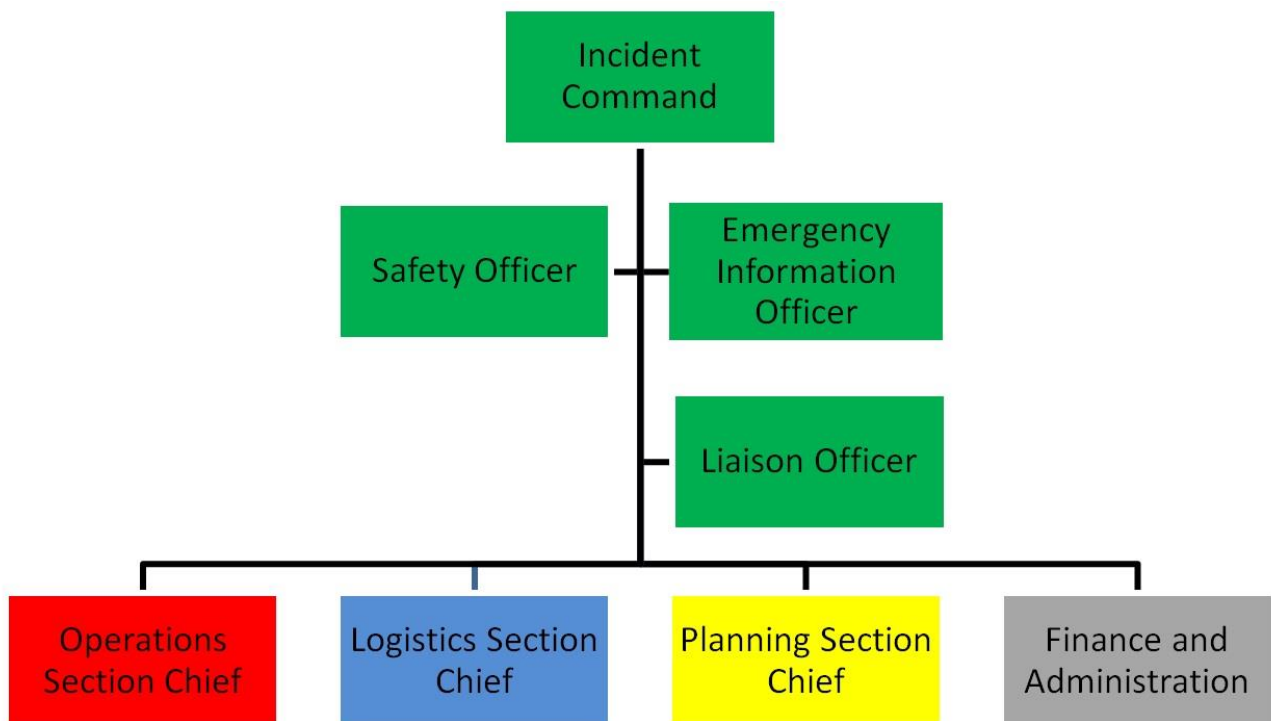 Incident
Command
Safety Officer
Emergency
Information
Officer
Liaison Officer
Operations
Section Chief
Logistics Section
Chief
Planning Section
Chief
Finance and
Administration